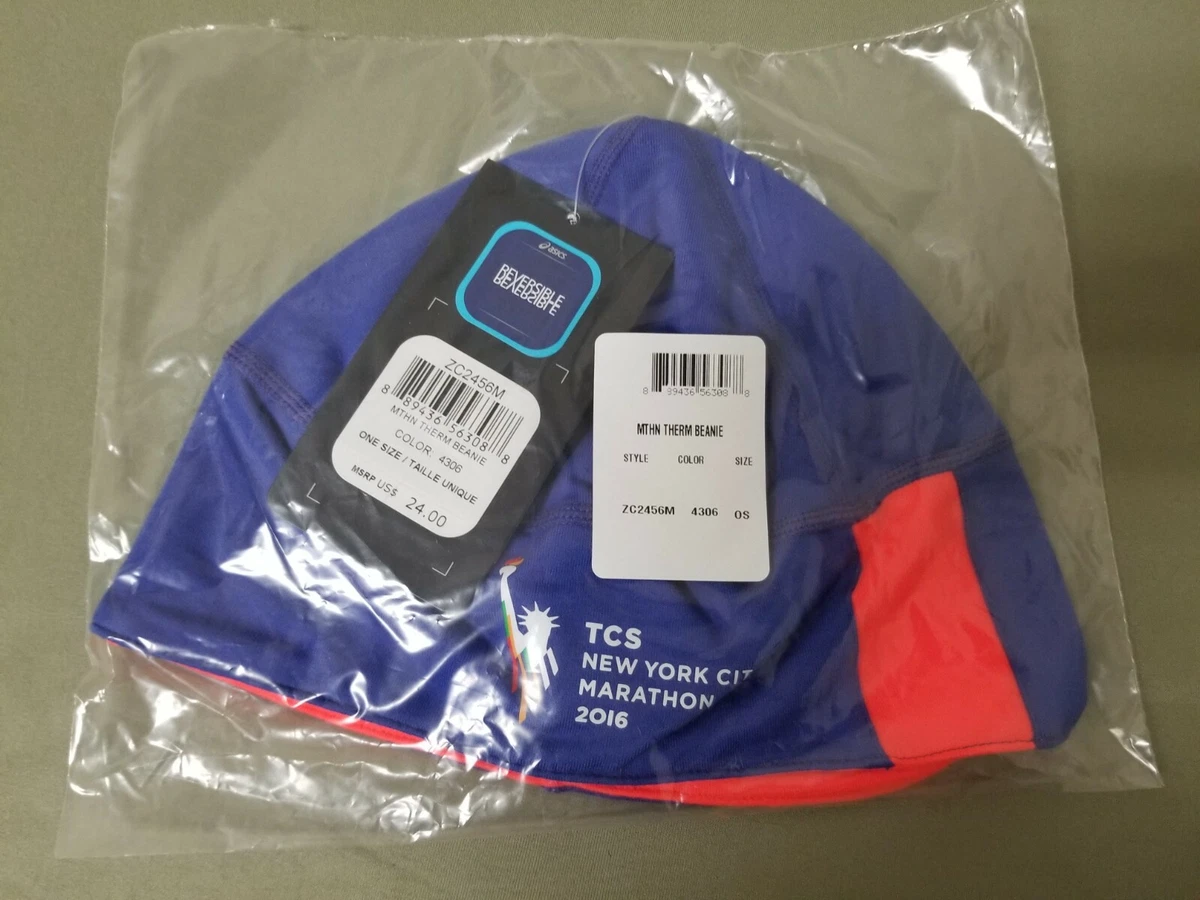 asics
REVERSIBLE
REVERSIBLE
ZC2456M
8 89436 56308 8
MTHN THERM BEANIE
COLOR: 4306
ONE SIZE / TAILLE UNIQUE
MSRP US$ 24.00
8 89436 56308 8
MTHN THERM BEANIE
STYLE COLOR SIZE
ZC2456M 4306 OS
TCS
NEW YORK CIT
MARATHON
2016